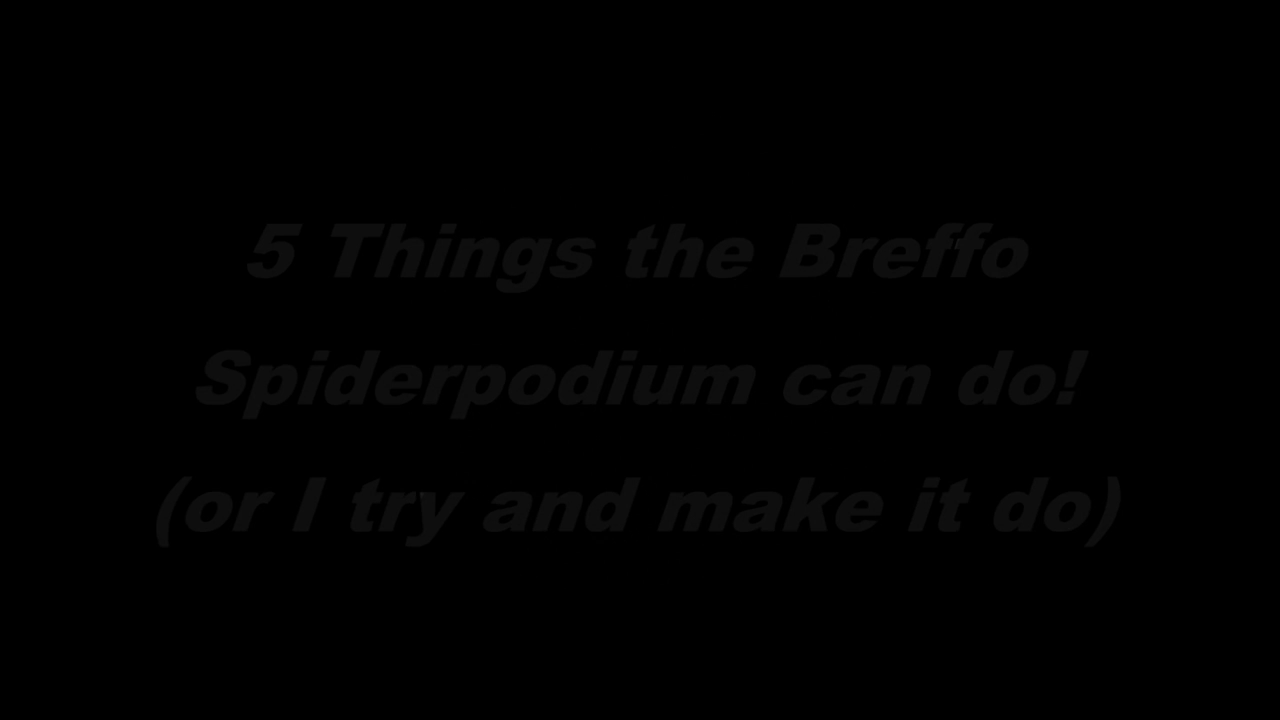 5 Things the Breffo
Spiderpodium can do!
(or I try and make it do)